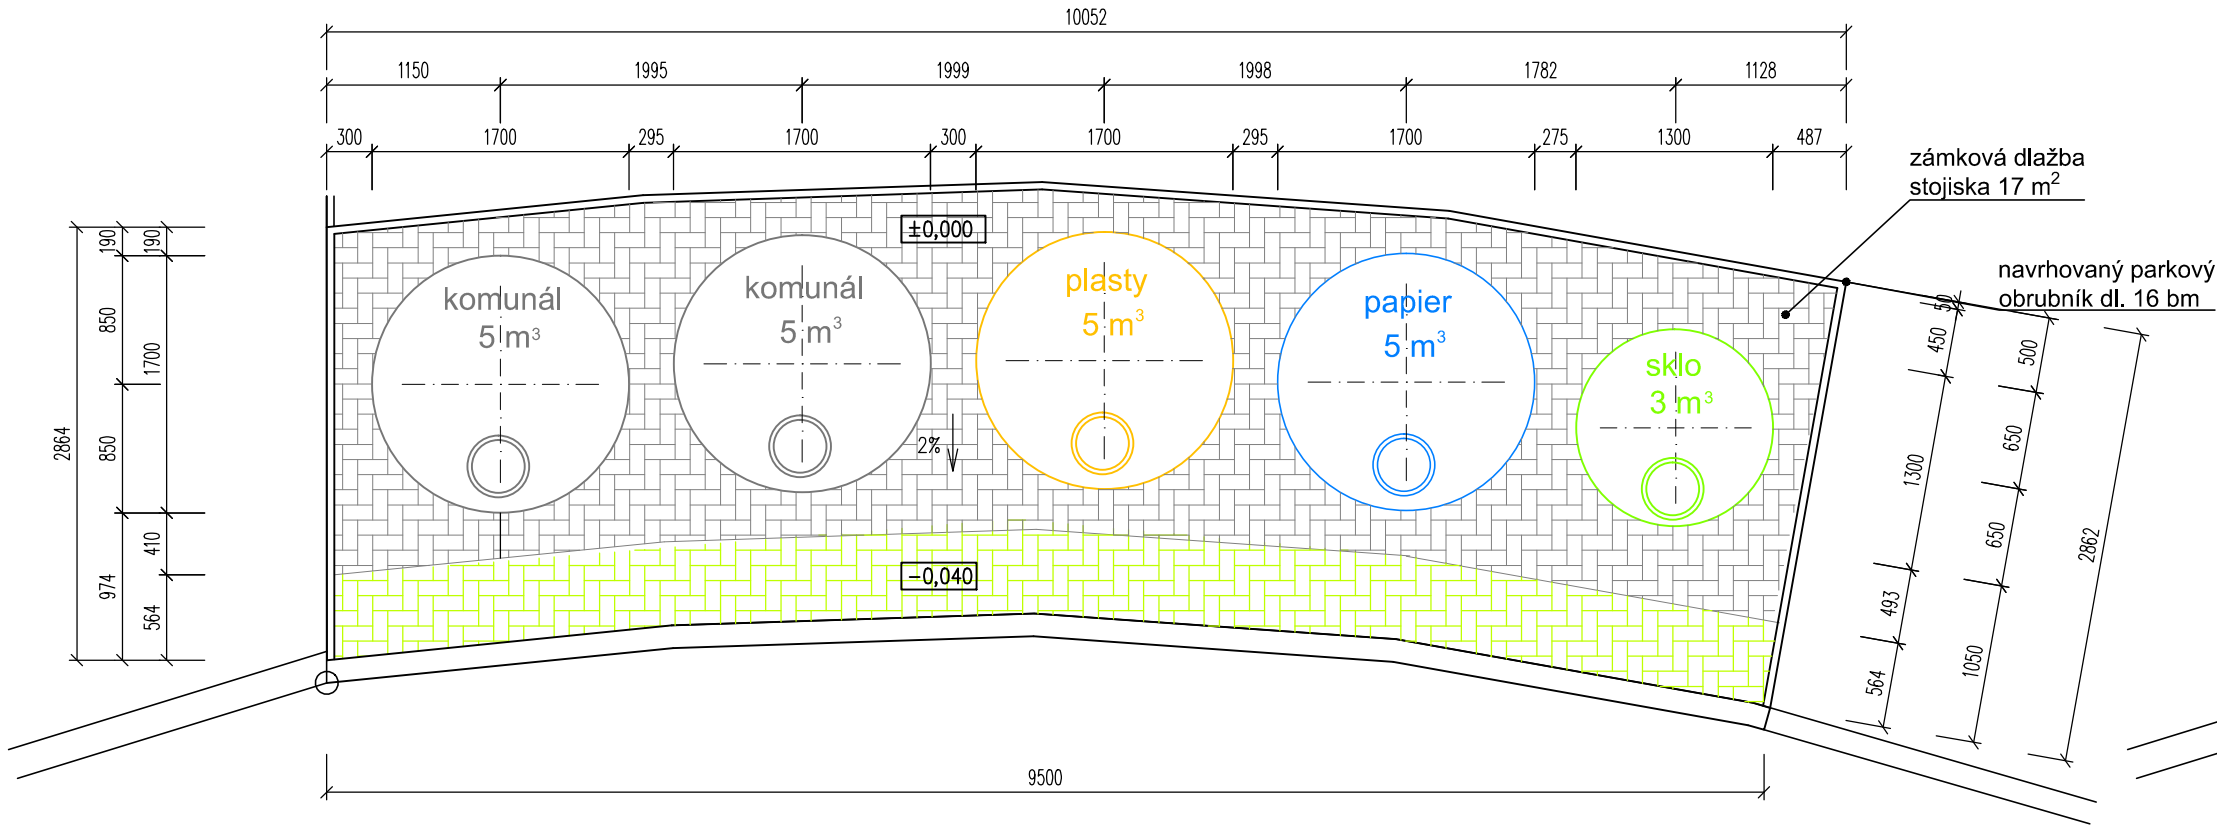 10052
1150 1995 1999 1998 1782 1128
300 1700 295 1700 300 1700 295 1700 275 1300 487
zámková dlažba
stojiska 17 m²
navrhovaný parkový
obrubník dl. 16 bm
±0,000
komunál
5 m³
komunál
5 m³
plasty
5 m³
papier
5 m³
sklo
3 m³
2%
-0,040
2864
190
850
850
974
190
1700
410
564
50
450
1300
493
564
500
650
650
1050
2862
9500